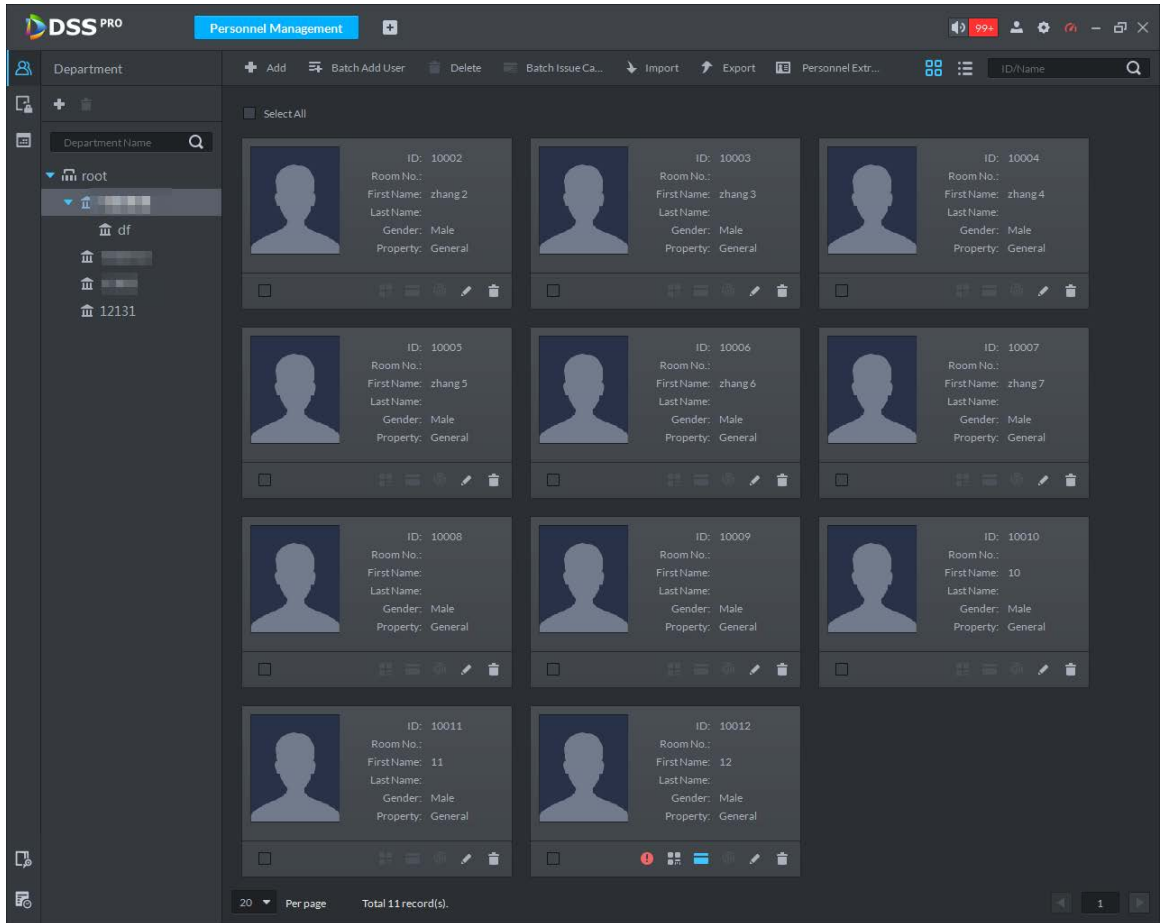 DSS PRO
Personnel Management
99+
Department
Add
Batch Add User
Delete
Batch Issue Ca...
Import
Export
Personnel Extr...
ID/Name
Select All
Department Name
root
df
12131
ID: 10002
Room No.:
First Name: zhang 2
Last Name:
Gender: Male
Property: General
ID: 10003
Room No.:
First Name: zhang 3
Last Name:
Gender: Male
Property: General
ID: 10004
Room No.:
First Name: zhang 4
Last Name:
Gender: Male
Property: General
ID: 10005
Room No.:
First Name: zhang 5
Last Name:
Gender: Male
Property: General
ID: 10006
Room No.:
First Name: zhang 6
Last Name:
Gender: Male
Property: General
ID: 10007
Room No.:
First Name: zhang 7
Last Name:
Gender: Male
Property: General
ID: 10008
Room No.:
First Name:
Last Name:
Gender: Male
Property: General
ID: 10009
Room No.:
First Name:
Last Name:
Gender: Male
Property: General
ID: 10010
Room No.:
First Name: 10
Last Name:
Gender: Male
Property: General
ID: 10011
Room No.:
First Name: 11
Last Name:
Gender: Male
Property: General
ID: 10012
Room No.:
First Name: 12
Last Name:
Gender: Male
Property: General
20 Per page Total 11 record(s).
1